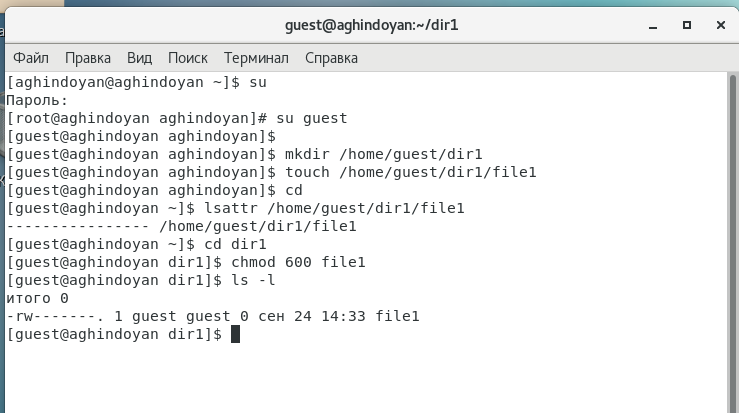 guest@aghindoyan:~/dir1
Файл Правка Вид Поиск Терминал Справка
[aghindoyan@aghindoyan ~]$ su
Пароль:
[root@aghindoyan aghindoyan]# su guest
[guest@aghindoyan aghindoyan]$
[guest@aghindoyan aghindoyan]$ mkdir /home/guest/dir1
[guest@aghindoyan aghindoyan]$ touch /home/guest/dir1/file1
[guest@aghindoyan aghindoyan]$ cd
[guest@aghindoyan ~]$ lsattr /home/guest/dir1/file1
---------------- /home/guest/dir1/file1
[guest@aghindoyan ~]$ cd dir1
[guest@aghindoyan dir1]$ chmod 600 file1
[guest@aghindoyan dir1]$ ls -l
итого 0
-rw-------. 1 guest guest 0 сен 24 14:33 file1
[guest@aghindoyan dir1]$